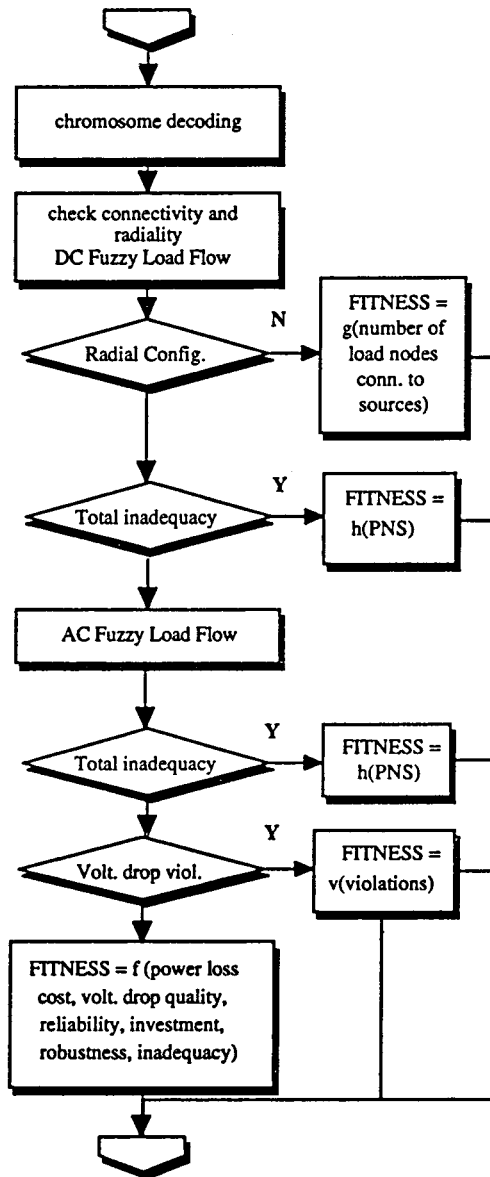 chromosome decoding
check connectivity and
radiality
DC Fuzzy Load Flow
Radial Config.
N
FITNESS =
g(number of
load nodes
conn. to
sources)
Total inadequacy
Y
FITNESS =
h(PNS)
AC Fuzzy Load Flow
Total inadequacy
Y
FITNESS =
h(PNS)
Volt. drop viol.
Y
FITNESS =
v(violations)
FITNESS = f (power loss
cost, volt. drop quality,
reliability, investment,
robustness, inadequacy)